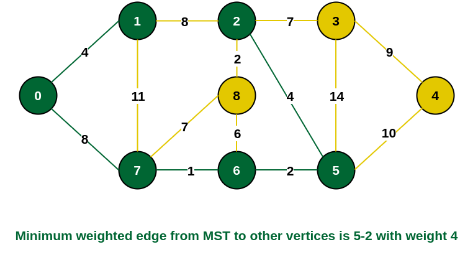 1 8 2 7 3
4 2 9
0 11 8 4 14 4
7
8 6 10
7 1 6 2 5
Minimum weighted edge from MST to other vertices is 5-2 with weight 4